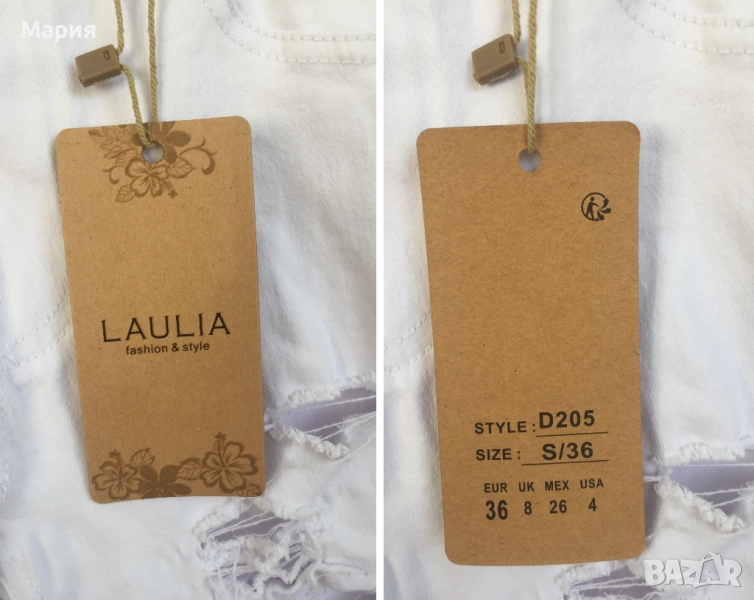 Мария
LAULIA
fashion & style
STYLE : D205
SIZE : S/36
EUR UK MEX USA
36 8 26 4
BAZAR